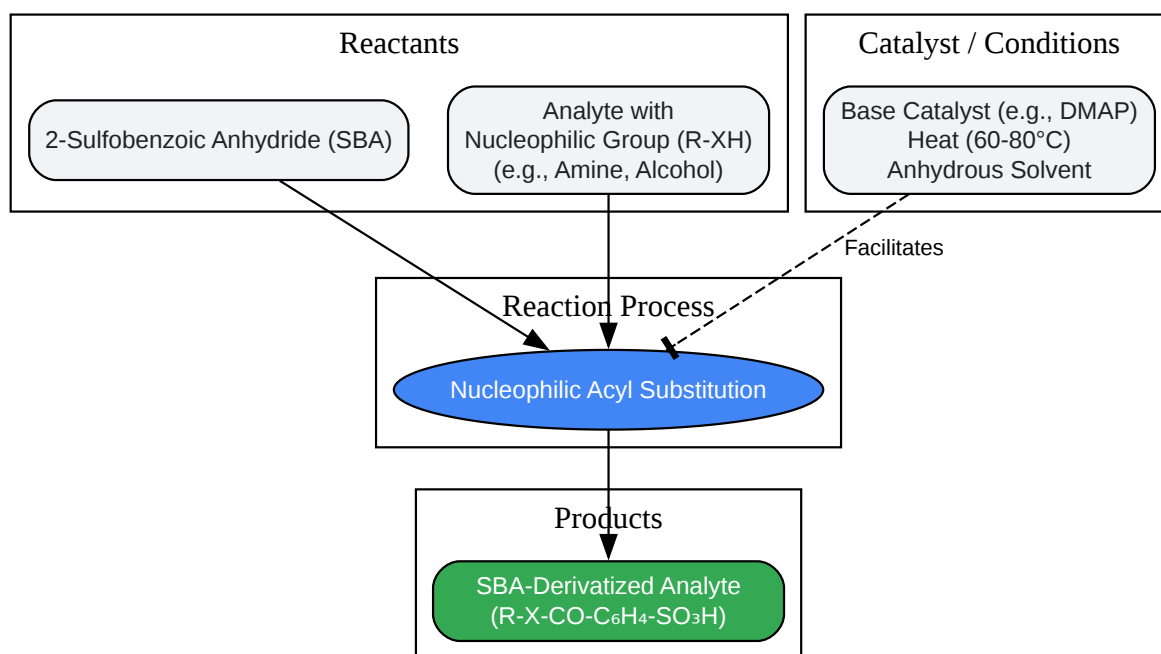 Reactants
2-Sulfobenzoic Anhydride (SBA)
Analyte with
Nucleophilic Group (R-XH)
(e.g., Amine, Alcohol)
Catalyst / Conditions
Base Catalyst (e.g., DMAP)
Heat (60-80°C)
Anhydrous Solvent
Facilitates
Reaction Process
Nucleophilic Acyl Substitution
Products
SBA-Derivatized Analyte
(R-X-CO-C₆H₄-SO₃H)